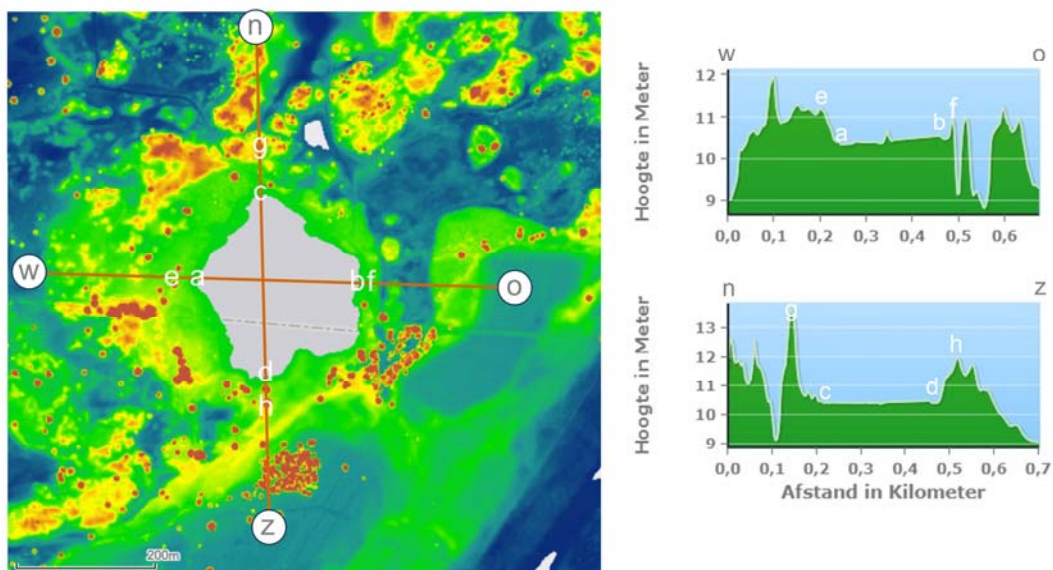 n
g
c
w
e
a
b f
o
d
h
z
200m
w
o
Hoogte in Meter
12
11
10
9
e
a
b
f
0,0 0,1 0,2 0,3 0,4 0,5 0,6
n
z
Hoogte in Meter
13
12
11
10
9
g
c
d
h
0,0 0,1 0,2 0,3 0,4 0,5 0,6 0,7
Afstand in Kilometer